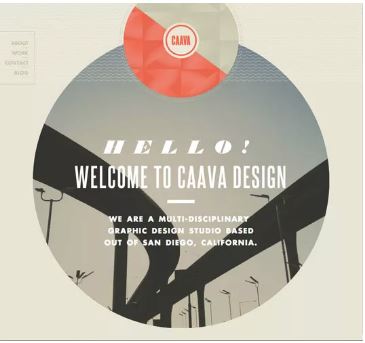 CAAVA
ABOUT
WORK
CONTACT
BLOG
HELLO!
WELCOME TO CAAVA DESIGN
WE ARE A MULTI-DISCIPLINARY
GRAPHIC DESIGN STUDIO BASED
OUT OF SAN DIEGO, CALIFORNIA.